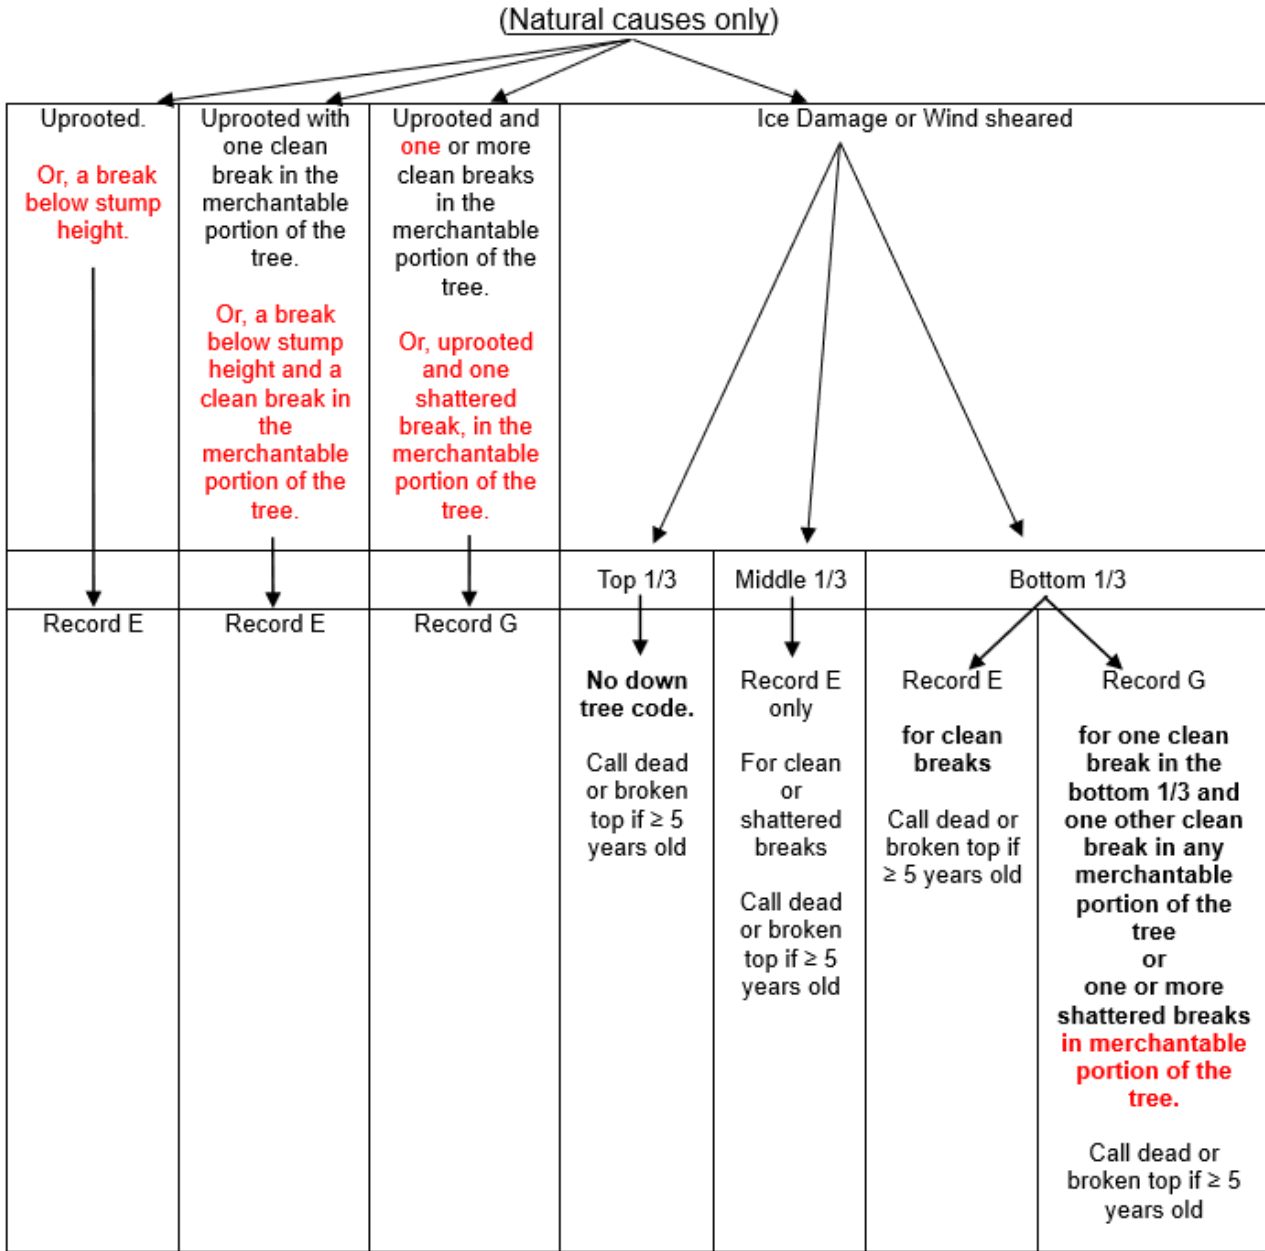 (Natural causes only)
Uprooted.
Or, a break
below stump
height.
Uprooted with
one clean
break in the
merchantable
portion of the
tree.
Or, a break
below stump
height and a
clean break in
the
merchantable
portion of the
tree.
Uprooted and
one or more
clean breaks
in the
merchantable
portion of the
tree.
Or, uprooted
and one
shattered
break, in the
merchantable
portion of the
tree.
Ice Damage or Wind sheared
Top 1/3
Middle 1/3
Bottom 1/3
Record E
Record E
Record G
No down
tree code.
Call dead
or broken
top if ≥ 5
years old
Record E
only
For clean
or
shattered
breaks
Call dead
or broken
top if ≥ 5
years old
Record E
for clean
breaks
Call dead or
broken top if
≥ 5 years old
Record G
for one clean
break in the
bottom 1/3 and
one other clean
break in any
merchantable
portion of the
tree
or
one or more
shattered breaks
in merchantable
portion of the
tree.
Call dead or
broken top if ≥ 5
years old